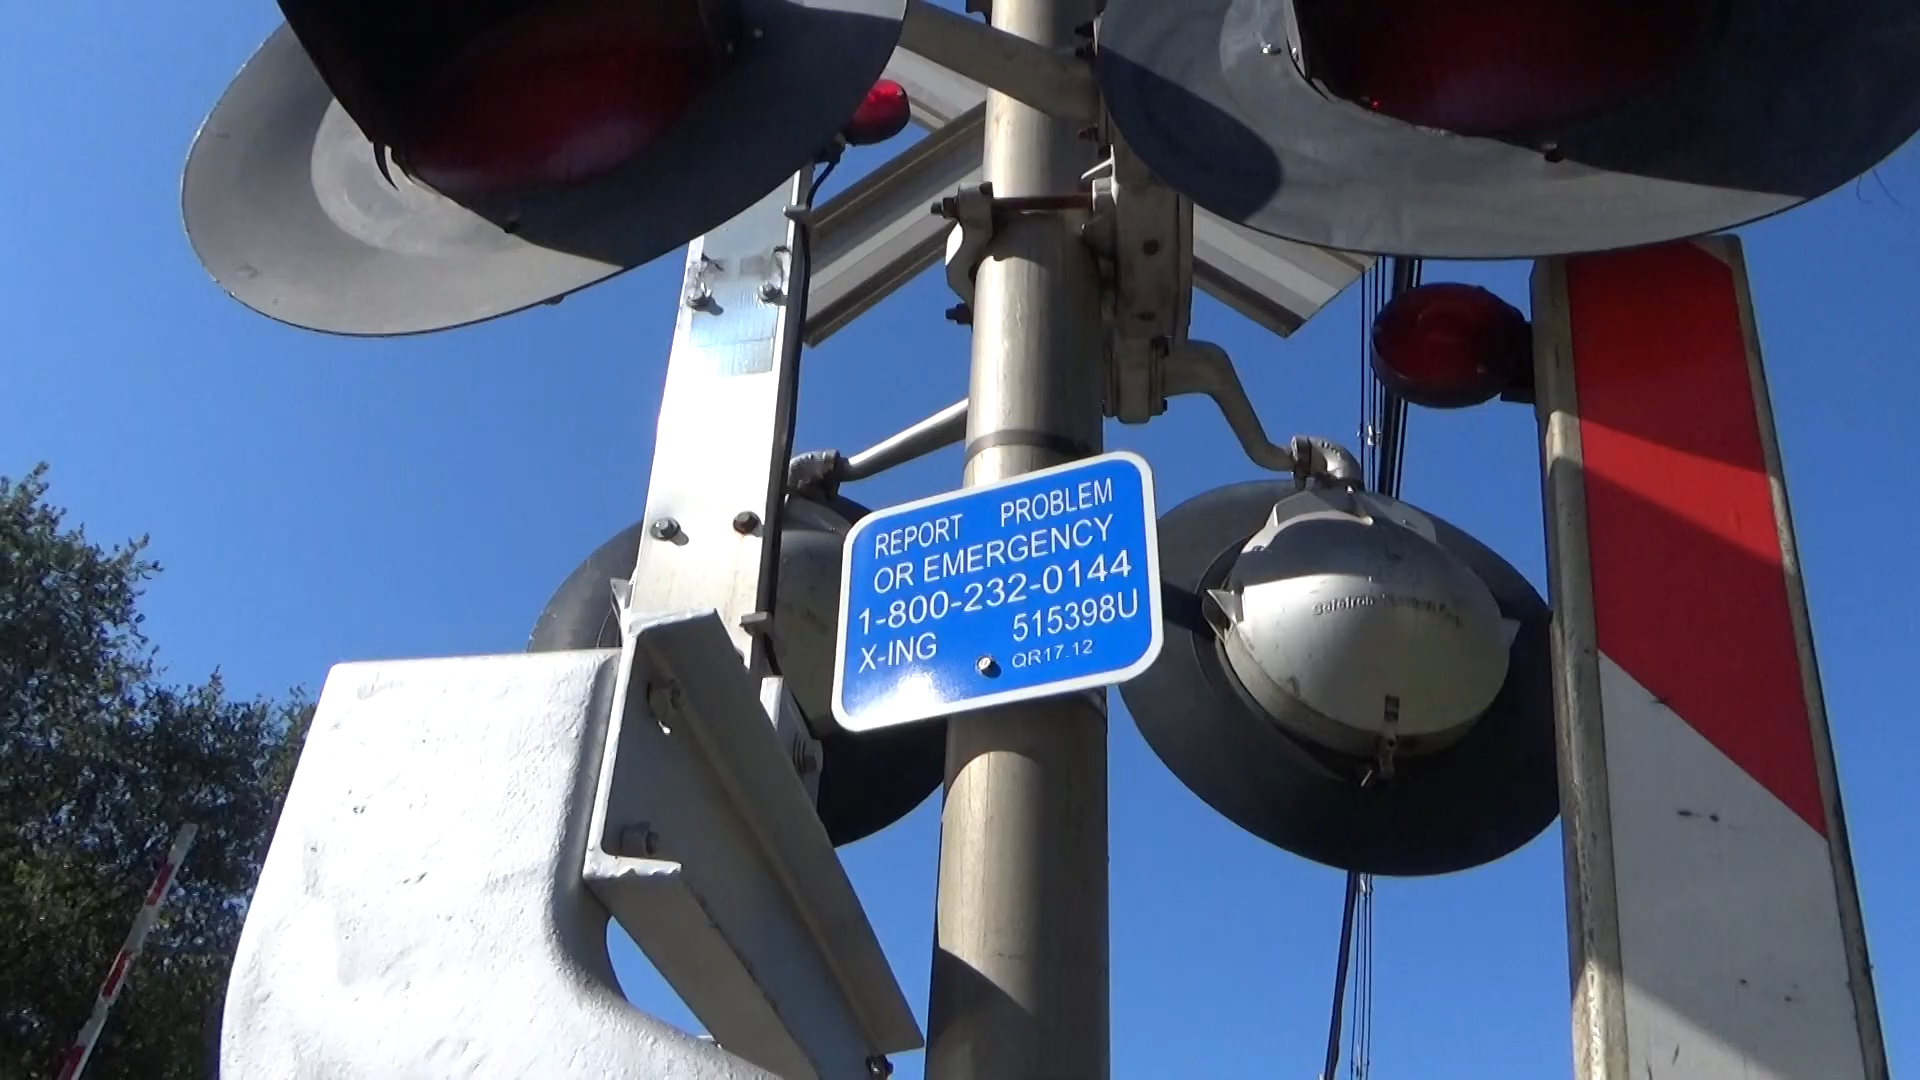 REPORT PROBLEM
OR EMERGENCY
1-800-232-0144
X-ING 515398U
QR17.12